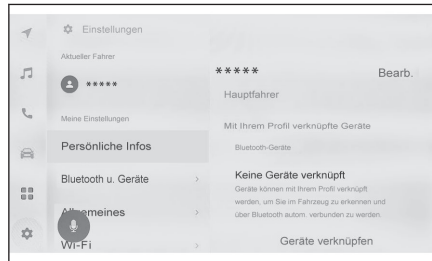 Einstellungen
Aktueller Fahrer
*****
Meine Einstellungen
Persönliche Infos
Bluetooth u. Geräte
Allgemeines
Wi-Fi
*****
Bearb.
Hauptfahrer
Mit Ihrem Profil verknüpfte Geräte
Bluetooth-Geräte
Keine Geräte verknüpft
Geräte können mit Ihrem Profil verknüpft
werden, um Sie im Fahrzeug zu erkennen und
über Bluetooth autom. verbunden zu werden.
Geräte verknüpfen